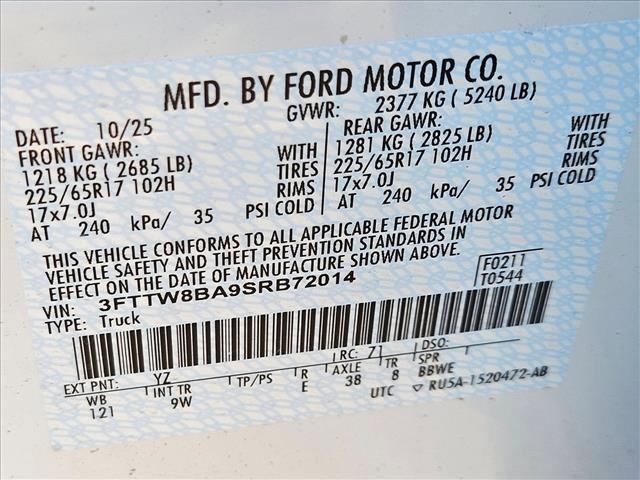 MFD. BY FORD MOTOR CO.
DATE: 10/25 GVWR: 2377 KG ( 5240 LB)
FRONT GAWR: REAR GAWR:
1218 KG ( 2685 LB) WITH 1281 KG ( 2825 LB) WITH
225/65R17 102H TIRES 225/65R17 102H TIRES
17x7.0J RIMS 17x7.0J RIMS
AT 240 kPa/ 35 PSI COLD AT 240 kPa/ 35 PSI COLD
THIS VEHICLE CONFORMS TO ALL APPLICABLE FEDERAL MOTOR
VEHICLE SAFETY AND THEFT PREVENTION STANDARDS IN
EFFECT ON THE DATE OF MANUFACTURE SHOWN ABOVE.
VIN: 3FTTW8BA9SRB72014 F0211
TYPE: Truck T0544
EXT PNT: YZ RC: 71 DSO:
WB INT TR TP/PS R AXLE TR SPR
121 9W E 38 8 BBWE
UTC ▽ RU5A-1520472-AB